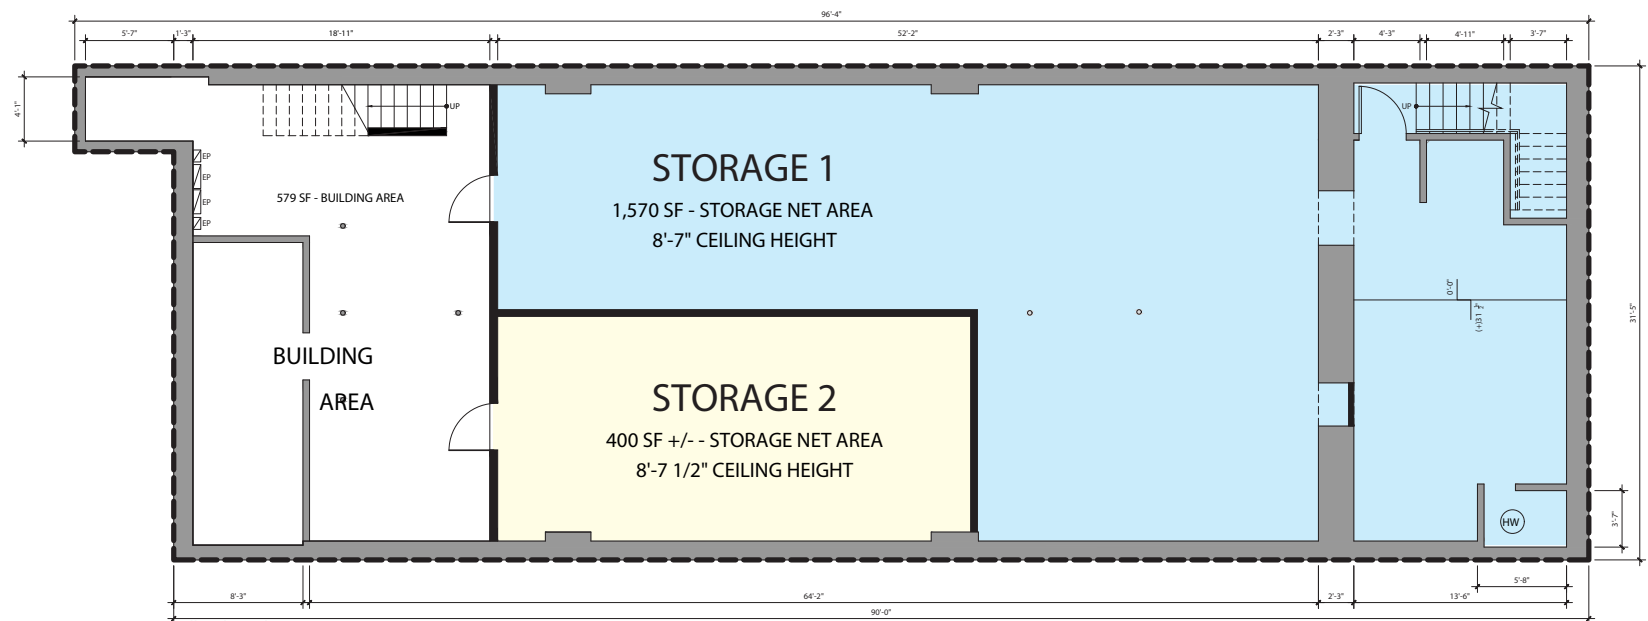 96'-4"
5'-7" 1'-3" 18'-11" 52'-2" 2'-3" 4'-3" 4'-11" 3'-7"
4'-1"
UP
UP
EP
EP
EP
EP
579 SF - BUILDING AREA
STORAGE 1
1,570 SF - STORAGE NET AREA
8'-7" CEILING HEIGHT
0'-0"
31'-5"
BUILDING
AREA
STORAGE 2
400 SF +/- - STORAGE NET AREA
8'-7 1/2" CEILING HEIGHT
HW
3'-7"
5'-8"
8'-3" 64'-2" 2'-3" 13'-6"
90'-0"